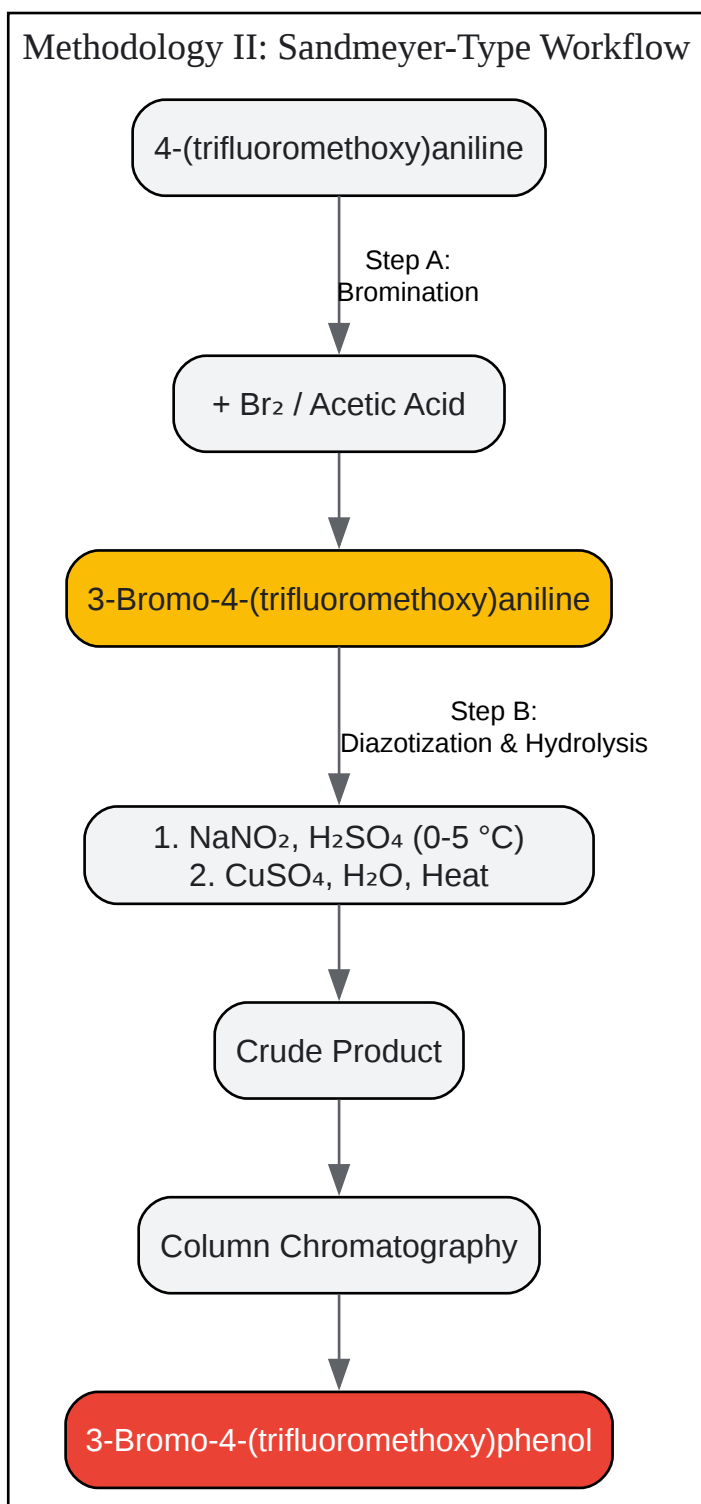 Methodology II: Sandmeyer-Type Workflow
4-(trifluoromethoxy)aniline
Step A:
Bromination
+ Br₂ / Acetic Acid
3-Bromo-4-(trifluoromethoxy)aniline
Step B:
Diazotization & Hydrolysis
1. NaNO₂, H₂SO₄ (0-5 °C)
2. CuSO₄, H₂O, Heat
Crude Product
Column Chromatography
3-Bromo-4-(trifluoromethoxy)phenol